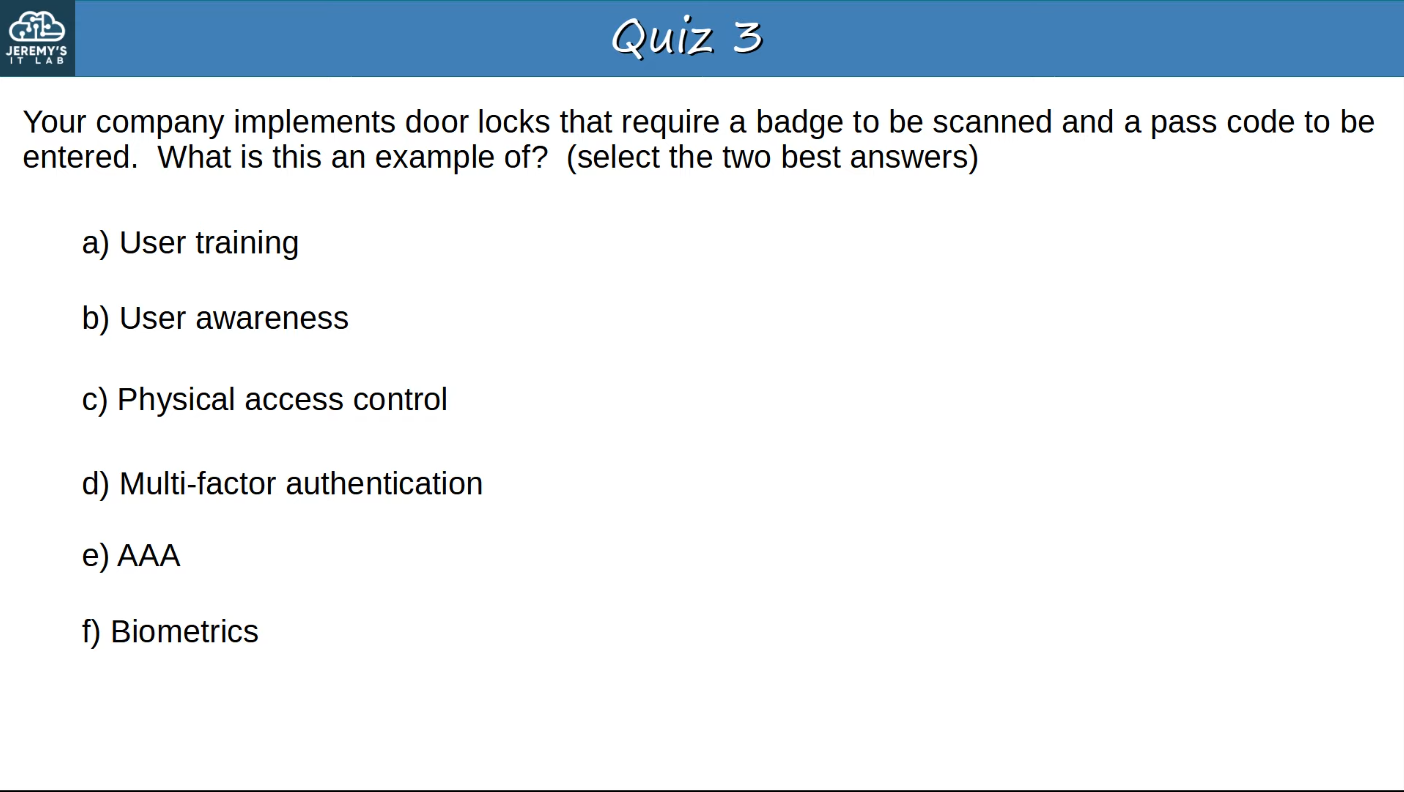 JEREMY'S
IT LAB
Quiz 3
Your company implements door locks that require a badge to be scanned and a pass code to be
entered.  What is this an example of?  (select the two best answers)
a) User training
b) User awareness
c) Physical access control
d) Multi-factor authentication
e) AAA
f) Biometrics